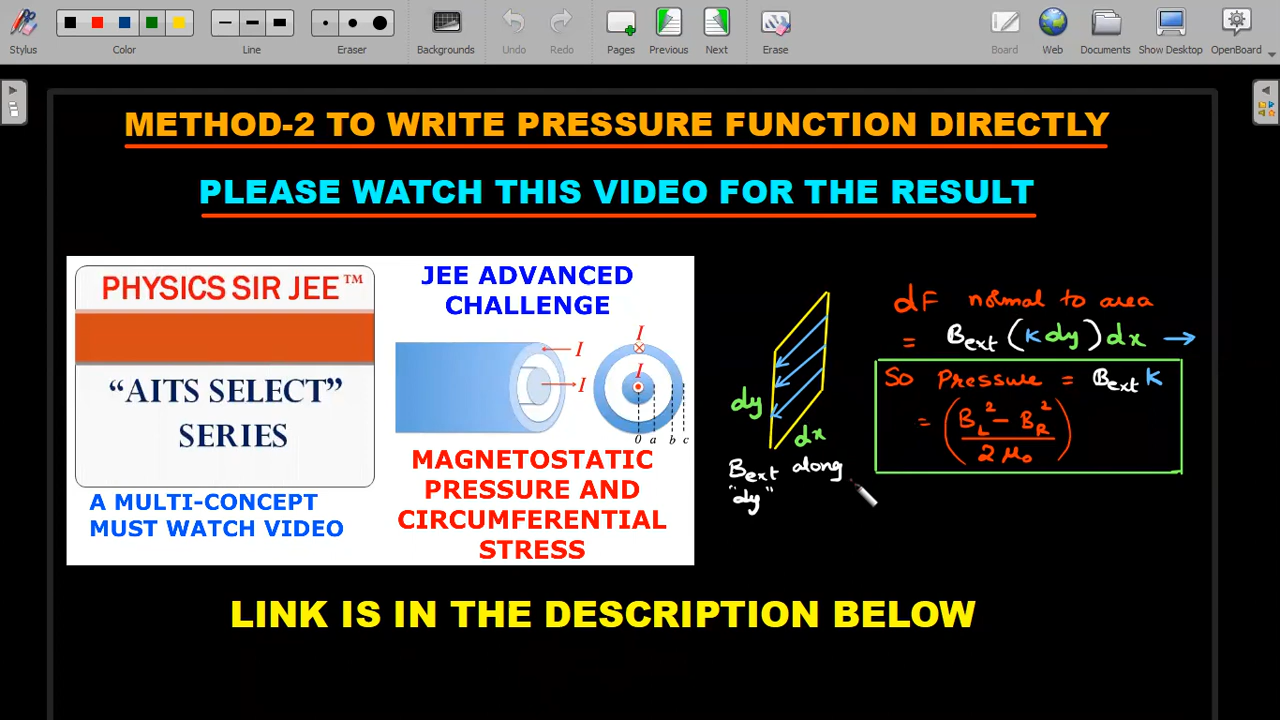 Stylus
Color
Line
Eraser
Backgrounds
Undo
Redo
Pages
Previous
Next
Erase
Board
Web
Documents
Show Desktop
OpenBoard
METHOD-2 TO WRITE PRESSURE FUNCTION DIRECTLY
PLEASE WATCH THIS VIDEO FOR THE RESULT
PHYSICS SIR JEE™
“AITS SELECT”
SERIES
A MULTI-CONCEPT
MUST WATCH VIDEO
JEE ADVANCED
CHALLENGE
I
I
I
I
0 a b c
MAGNETOSTATIC
PRESSURE AND
CIRCUMFERENTIAL
STRESS
dy
dx
Bext along
"dy"
dF normal to area
= Bext (K dy) dx →
So Pressure = Bext K
= (B_L² − B_R² / 2μ₀)
LINK IS IN THE DESCRIPTION BELOW